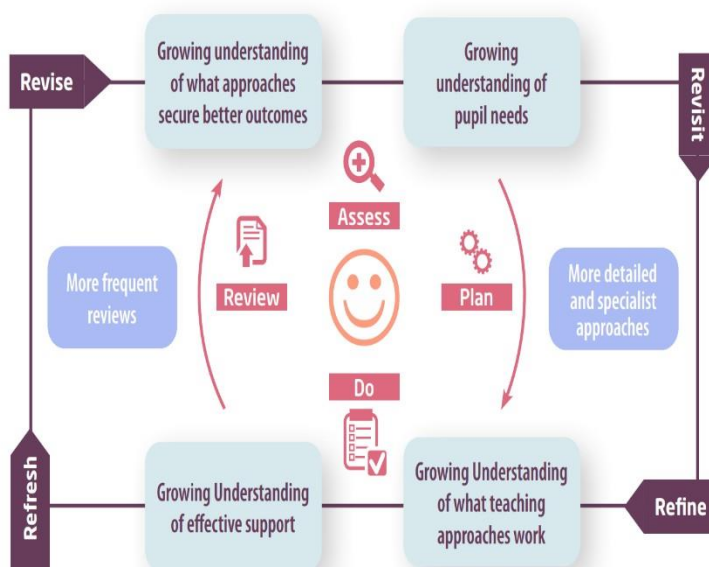 Revise
Growing understanding
of what approaches
secure better outcomes
Growing
understanding of
pupil needs
Revisit
Assess
More frequent
reviews
Review
Plan
More detailed
and specialist
approaches
Do
Refresh
Growing Understanding
of effective support
Growing Understanding
of what teaching
approaches work
Refine